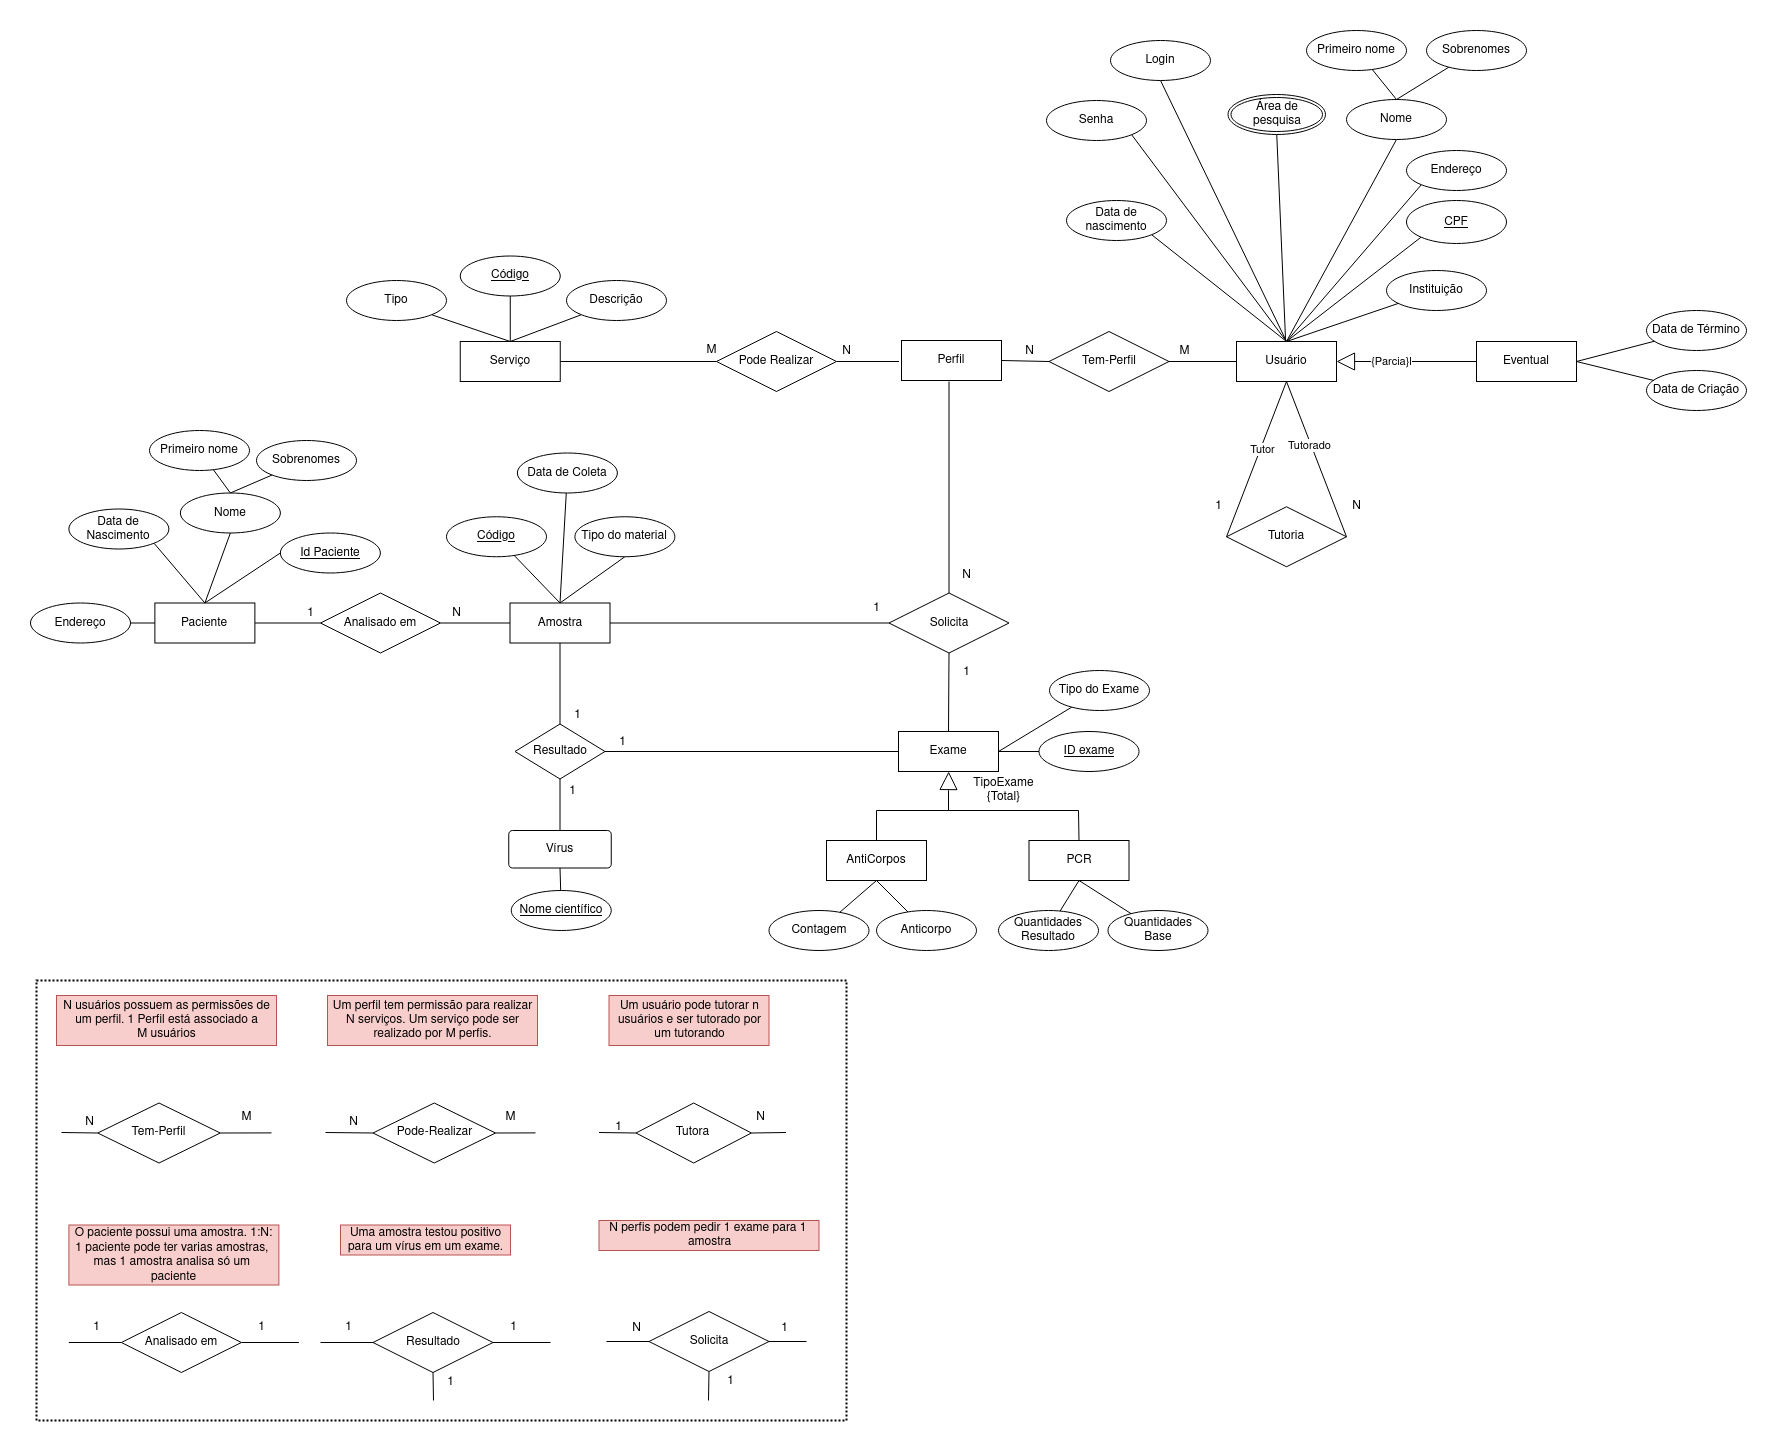 Primeiro nome
Sobrenomes
Login
Área de
pesquisa
Nome
Senha
Endereço
Data de
nascimento
CPF
Instituição
Código
Tipo
Descrição
Serviço
M
Pode Realizar
N
Perfil
N
Tem-Perfil
M
Usuário
{Parcia}l
Eventual
Data de Término
Data de Criação
Tutor
Tutorado
1
N
Tutoria
Primeiro nome
Sobrenomes
Nome
Data de
Nascimento
Id Paciente
Endereço
Paciente
1
Analisado em
N
Data de Coleta
Código
Tipo do material
Amostra
1
N
Solicita
1
1
Resultado
1
1
Vírus
Nome científico
Tipo do Exame
Exame
ID exame
TipoExame
{Total}
AntiCorpos
PCR
Contagem
Anticorpo
Quantidades
Resultado
Quantidades
Base
N usuários possuem as permissões de
um perfil. 1 Perfil está associado a
M usuários
Um perfil tem permissão para realizar
N serviços. Um serviço pode ser
realizado por M perfis.
Um usuário pode tutorar n
usuários e ser tutorado por
um tutorando
N
Tem-Perfil
M
N
Pode-Realizar
M
1
Tutora
N
O paciente possui uma amostra. 1:N:
1 paciente pode ter varias amostras,
mas 1 amostra analisa só um
paciente
Uma amostra testou positivo
para um vírus em um exame.
N perfis podem pedir 1 exame para 1
amostra
1
Analisado em
1
1
Resultado
1
1
N
Solicita
1
1